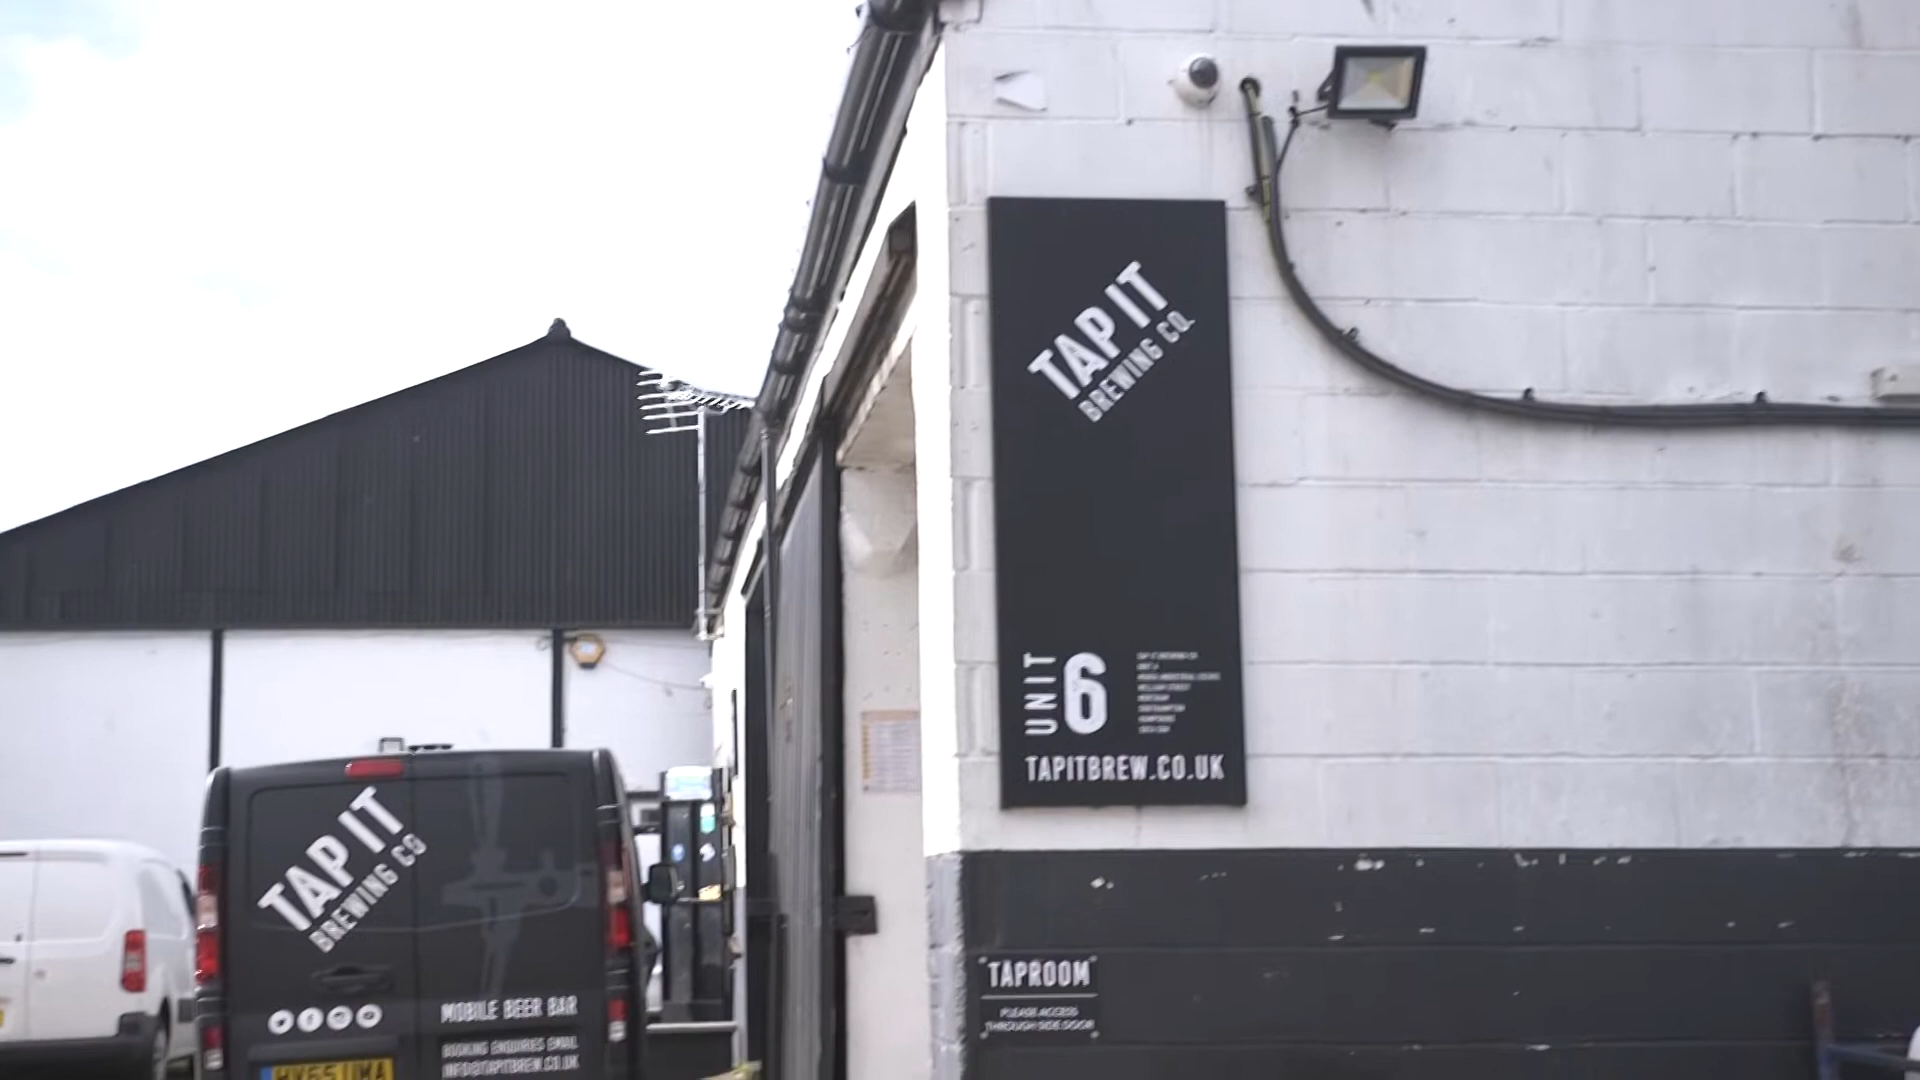 TAP IT
BREWING CO.
UNIT
6
TAPITBREW.CO.UK
TAP IT
BREWING CO
MOBILE BEER BAR
BOOKING ENQUIRIES EMAIL
INFO@TAPITBREW.CO.UK
TAPROOM
PLEASE ACCESS
THROUGH SIDE DOOR